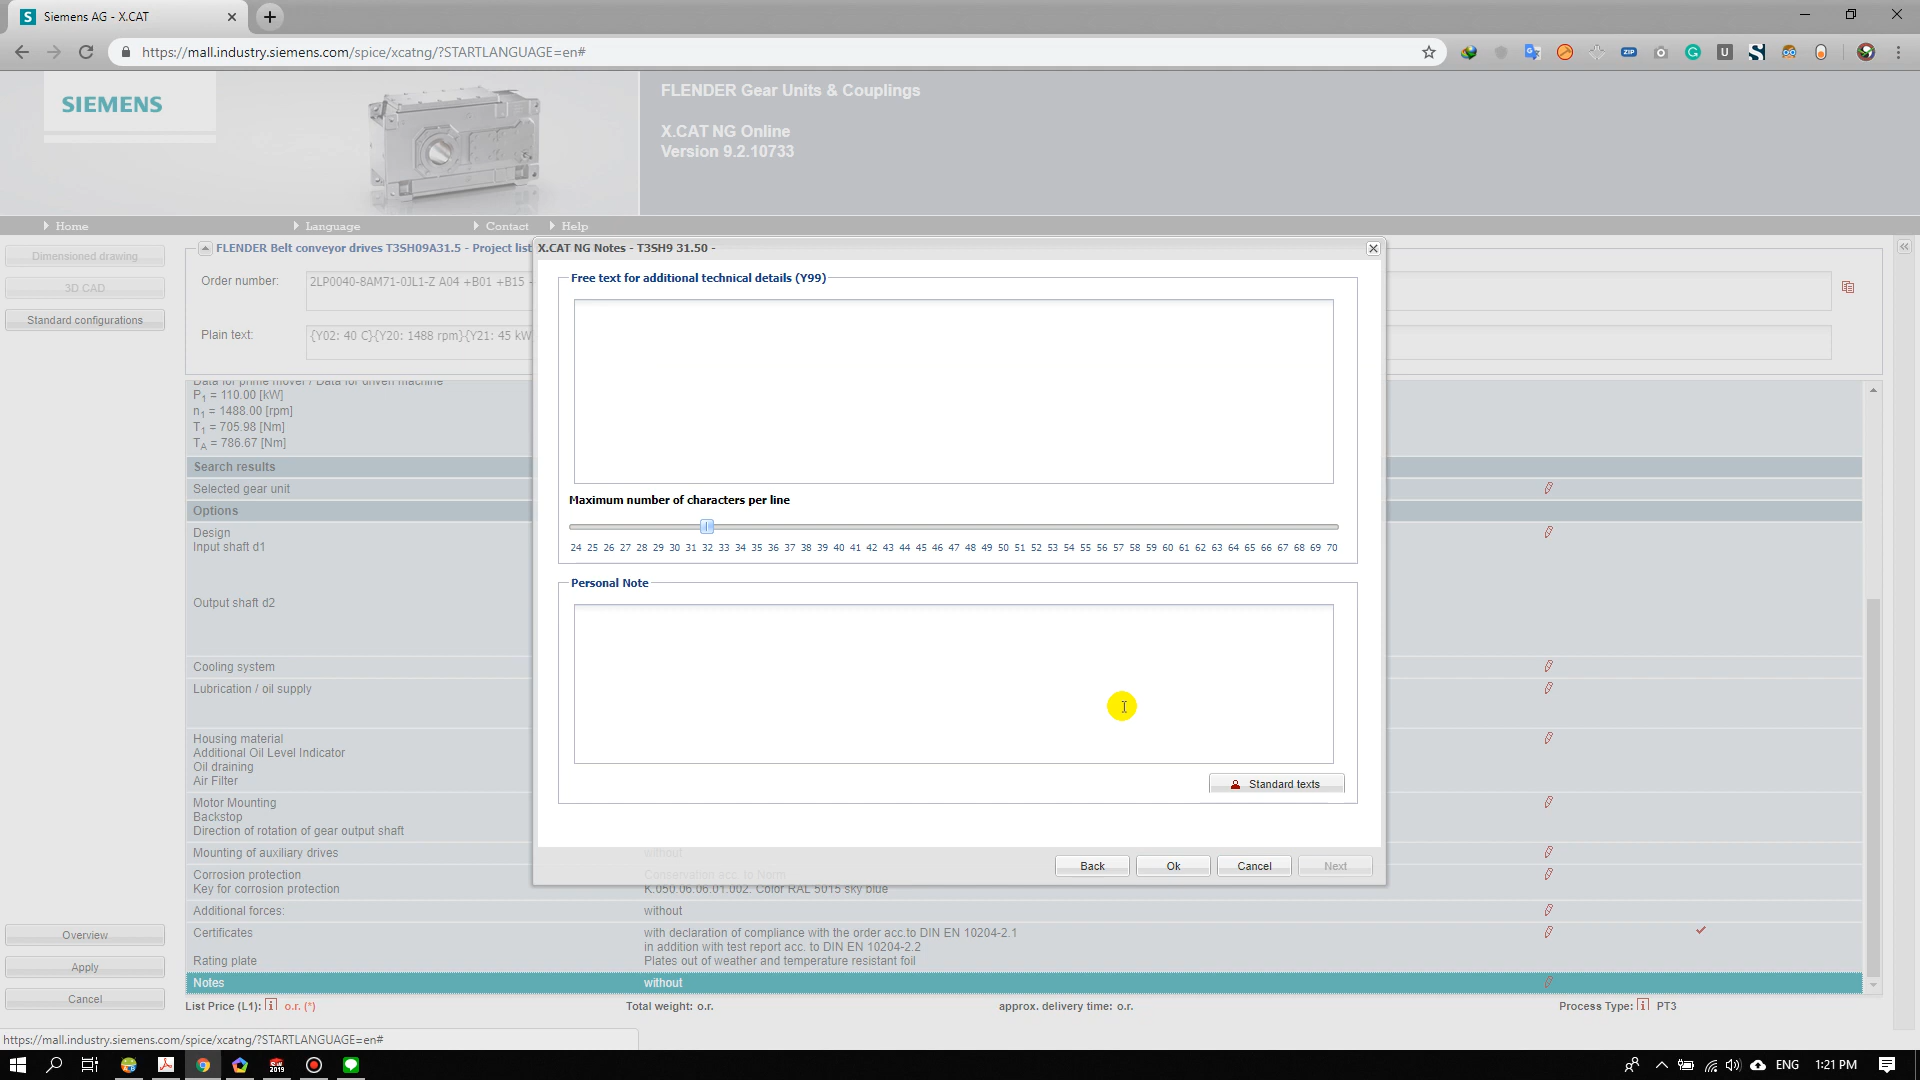 Siemens AG - X.CAT
https://mall.industry.siemens.com/spice/xcatng/?STARTLANGUAGE=en#
SIEMENS
FLENDER Gear Units & Couplings
X.CAT NG Online
Version 9.2.10733
Home
Language
Contact
Help
Dimensioned drawing
3D CAD
Standard configurations
FLENDER Belt conveyor drives T3SH09A31.5 - Project list
Order number:
2LP0040-8AM71-0JL1-Z A04 +B01 +B15 -
Plain text:
{Y02: 40 C}{Y20: 1488 rpm}{Y21: 45 kW
X.CAT NG Notes - T3SH9 31.50 -
Free text for additional technical details (Y99)
Maximum number of characters per line
24 25 26 27 28 29 30 31 32 33 34 35 36 37 38 39 40 41 42 43 44 45 46 47 48 49 50 51 52 53 54 55 56 57 58 59 60 61 62 63 64 65 66 67 68 69 70
Personal Note
Standard texts
Back
Ok
Cancel
Next
Data for prime mover / Data for driven machine
P1 = 110.00 [kW]
n1 = 1488.00 [rpm]
T1 = 705.98 [Nm]
TA = 786.67 [Nm]
Search results
Selected gear unit
Options
Design
Input shaft d1
Output shaft d2
Cooling system
Lubrication / oil supply
Housing material
Additional Oil Level Indicator
Oil draining
Air Filter
Motor Mounting
Backstop
Direction of rotation of gear output shaft
Mounting of auxiliary drives
without
Corrosion protection
Conservation acc. to Norm
Key for corrosion protection
K.050.06.06.01.002. Color RAL 5015 sky blue
Additional forces:
without
Certificates
with declaration of compliance with the order acc.to DIN EN 10204-2.1
in addition with test report acc. to DIN EN 10204-2.2
Rating plate
Plates out of weather and temperature resistant foil
Notes
without
List Price (L1):
o.r. (*)
Total weight: o.r.
approx. delivery time: o.r.
Process Type:
PT3
Overview
Apply
Cancel
https://mall.industry.siemens.com/spice/xcatng/?STARTLANGUAGE=en#
ENG
1:21 PM